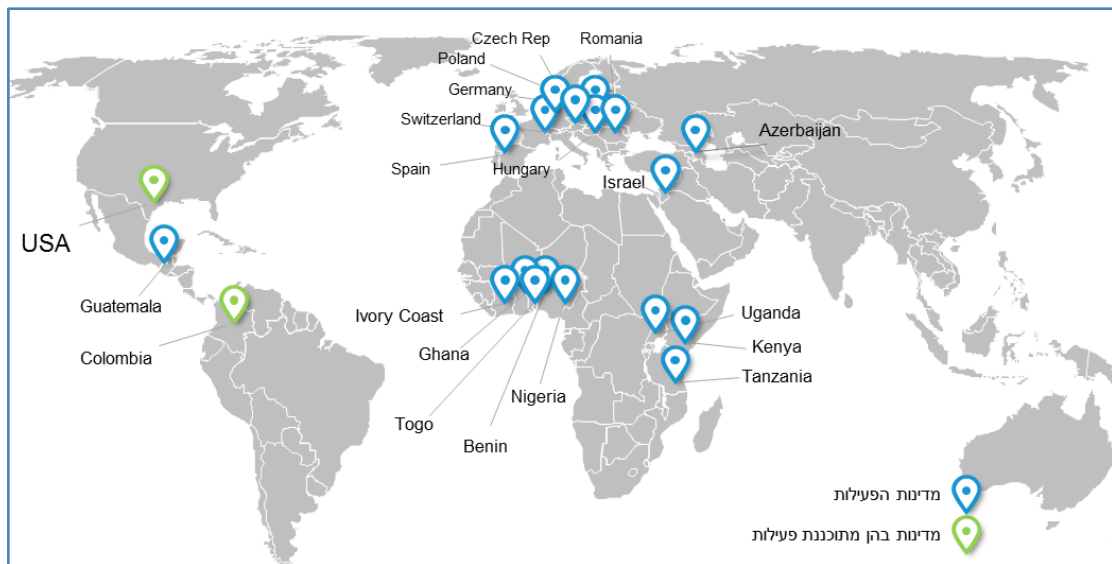 Czech Rep
Romania
Poland
Germany
Switzerland
Azerbaijan
Spain
Hungary
Israel
USA
Guatemala
Colombia
Ivory Coast
Ghana
Togo
Benin
Nigeria
Uganda
Kenya
Tanzania
מדינות הפעילות
מדינות בהן מתוכננת פעילות